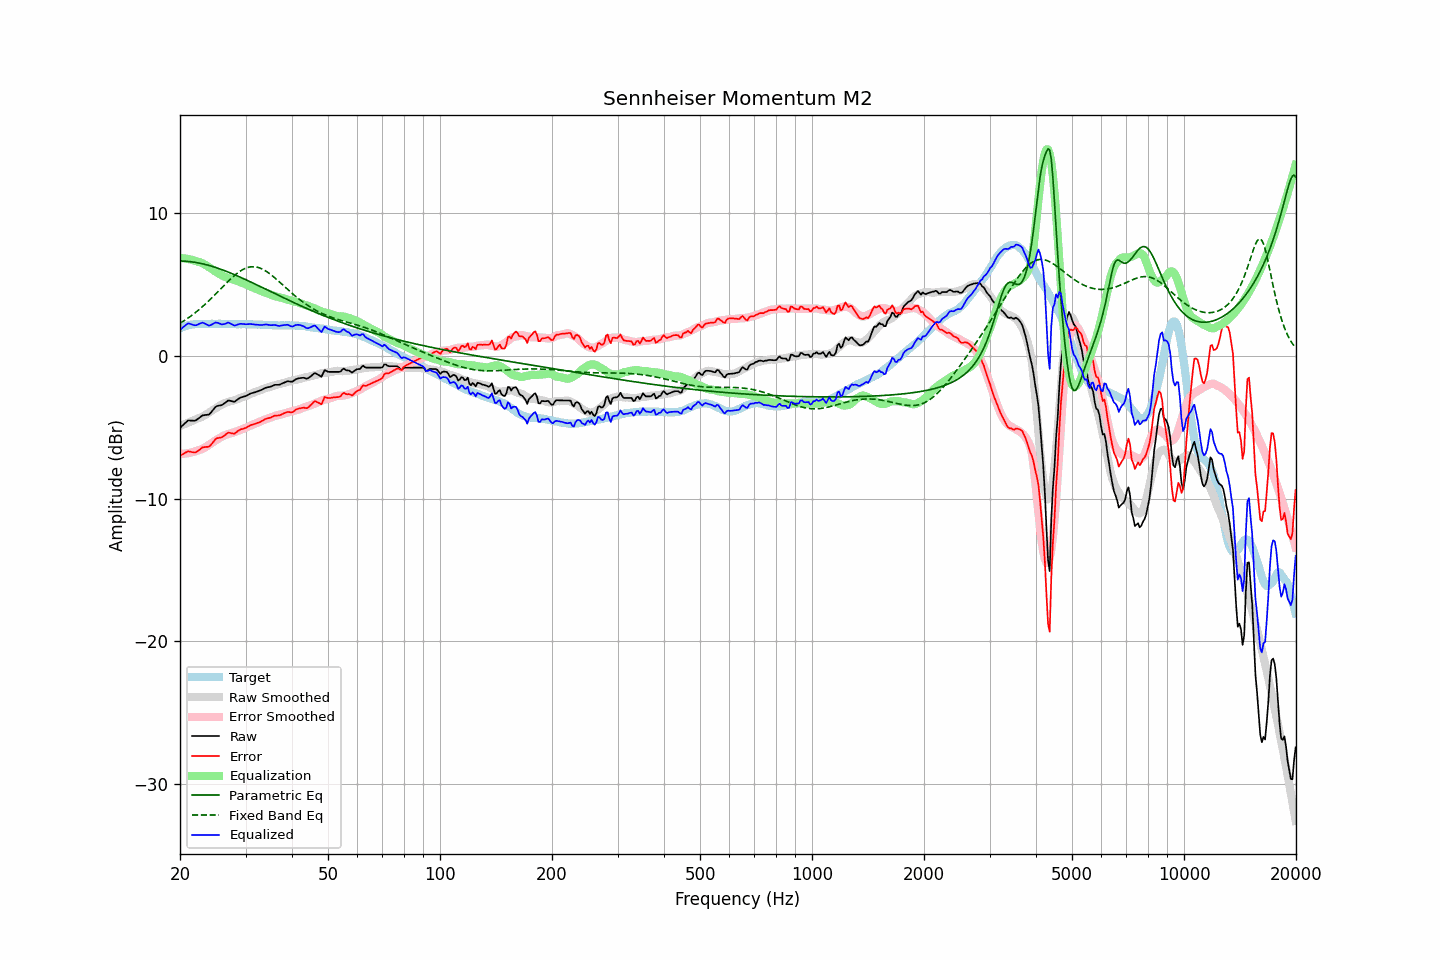 Sennheiser Momentum M2
Amplitude (dBr)
10
0
−10
−20
−30
Target
Raw Smoothed
Error Smoothed
Raw
Error
Equalization
Parametric Eq
Fixed Band Eq
Equalized
20 50 100 200 500 1000 2000 5000 10000 20000
Frequency (Hz)